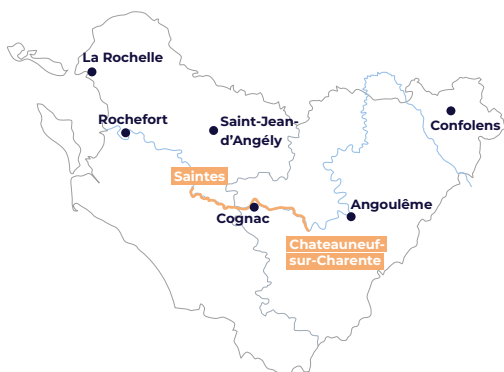 La Rochelle
Rochefort
Saint-Jean-
d'Angély
Confolens
Saintes
Cognac
Angoulême
Chateauneuf-
sur-Charente